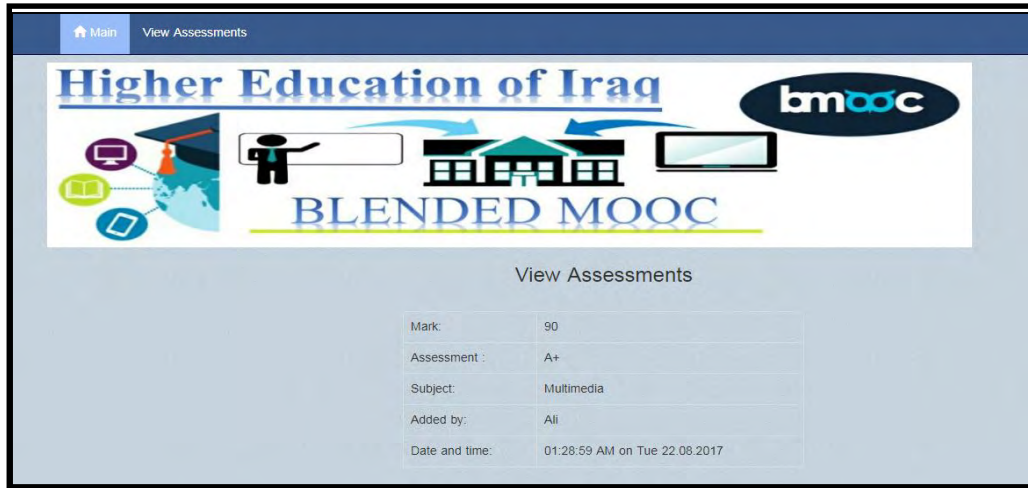 Main View Assessments
Higher Education of Iraq
bmooc
BLENDED MOOC
View Assessments
Mark: 90
Assessment : A+
Subject: Multimedia
Added by: Ali
Date and time: 01:28:59 AM on Tue 22.08.2017